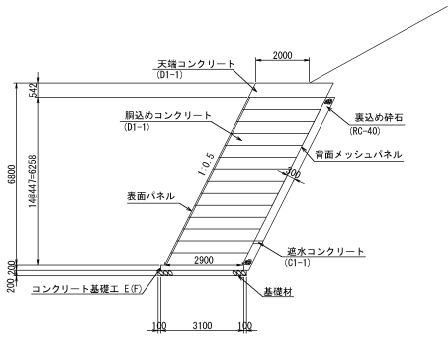 2000
天端コンクリート
(D1-1)
542
胴込めコンクリート
(D1-1)
裏込め砕石
(RC-40)
背面メッシュパネル
1:0.5
300
6800
14@447=6258
表面パネル
遮水コンクリート
(C1-1)
2900
200
200
コンクリート基礎工 E(F)
基礎材
100
3100
100